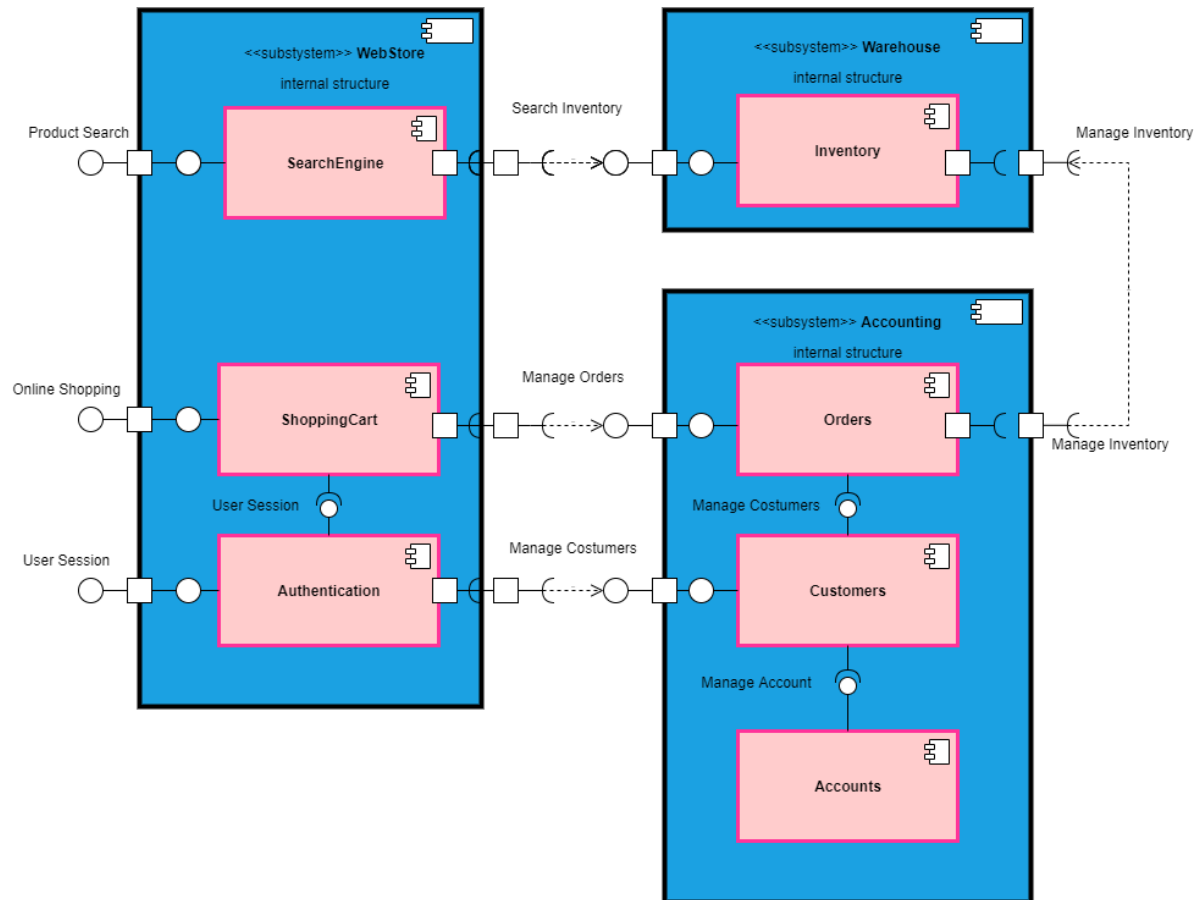 <<substystem>> WebStore
internal structure
<<subsystem>> Warehouse
internal structure
Product Search
SearchEngine
Search Inventory
Inventory
Manage Inventory
<<subsystem>> Accounting
internal structure
Online Shopping
ShoppingCart
Manage Orders
Orders
Manage Inventory
User Session
Manage Costumers
User Session
Authentication
Manage Costumers
Customers
Manage Account
Accounts